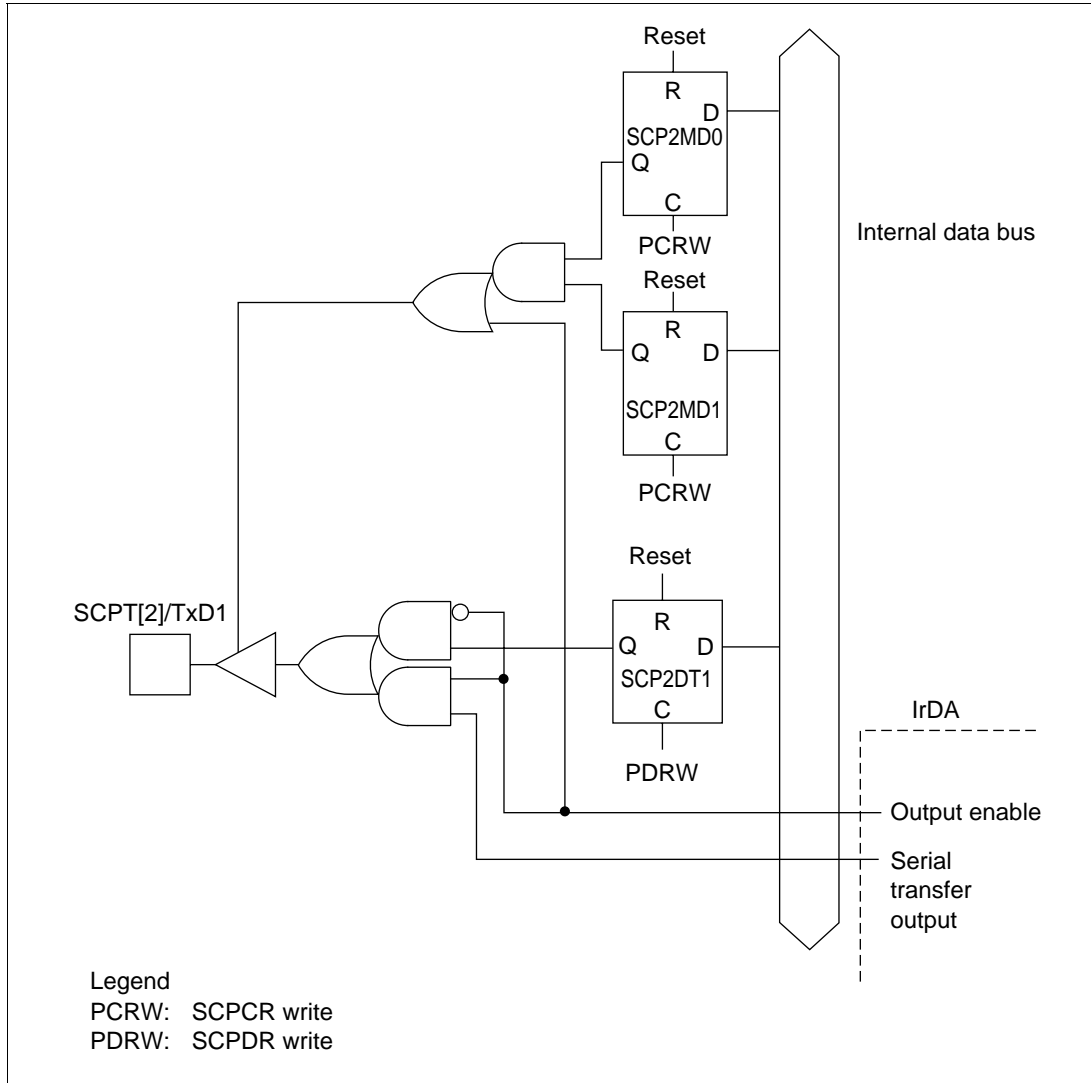 Reset
R
D
SCP2MD0
Q
C
PCRW
Internal data bus
Reset
R
Q D
SCP2MD1
C
PCRW
Reset
SCPT[2]/TxD1
R
Q D
SCP2DT1
C
IrDA
PDRW
Output enable
Serial
transfer
output
Legend
PCRW: SCPCR write
PDRW: SCPDR write